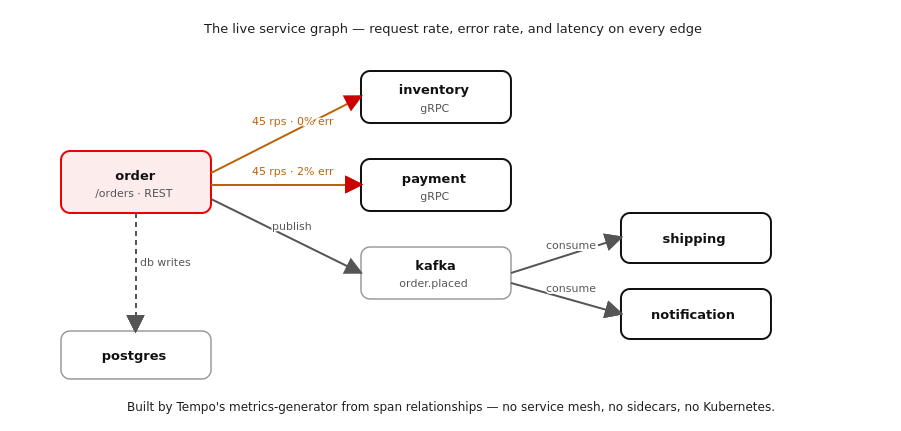 The live service graph — request rate, error rate, and latency on every edge
inventory
gRPC
45 rps · 0% err
order
/orders · REST
45 rps · 2% err
payment
gRPC
publish
kafka
order.placed
consume
shipping
consume
notification
db writes
postgres
Built by Tempo's metrics-generator from span relationships — no service mesh, no sidecars, no Kubernetes.